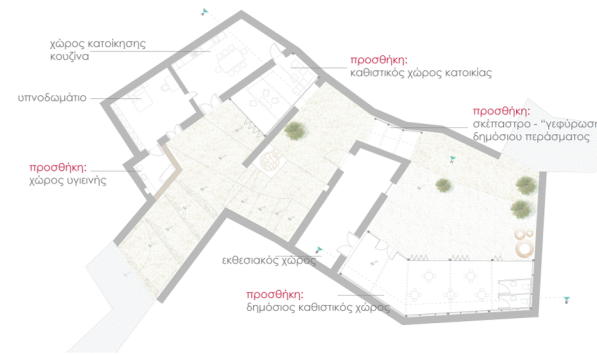 χώρος κατοίκησης
κουζίνα
προσθήκη:
καθιστικός χώρος κατοικίας
υπνοδωμάτιο
προσθήκη:
σκέπαστρο - “γεφύρωση
δημόσιου περάσματος
προσθήκη:
χώρος υγιεινής
εκθεσιακός χώρος
προσθήκη:
δημόσιος καθιστικός χώρος